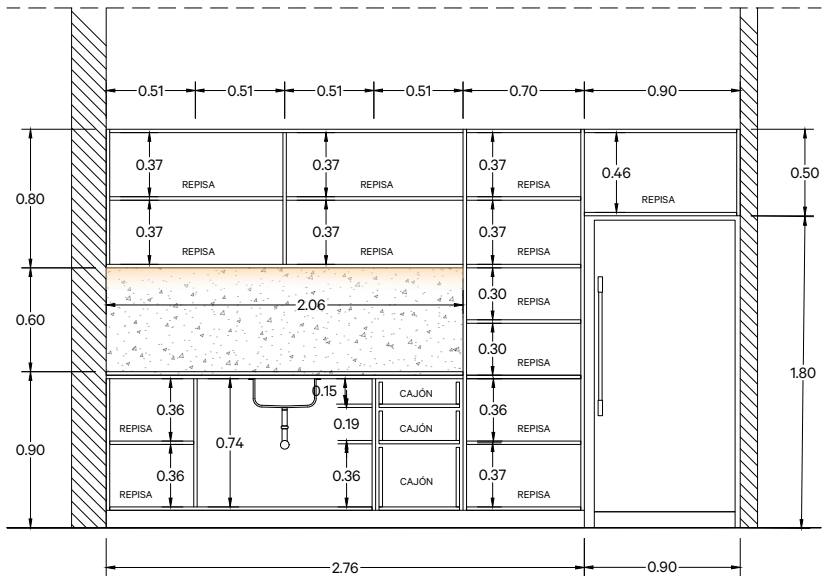 0.51 0.51 0.51 0.51 0.70 0.90
0.37 0.37 0.37 0.46 0.50
REPISA REPISA REPISA REPISA
0.80
0.37 0.37 0.37
REPISA REPISA REPISA
0.30
REPISA
2.06
0.60
0.30
REPISA
1.80
0.15 CAJÓN
0.36 0.36
0.19 CAJÓN
REPISA REPISA
0.74
0.90
0.36 0.36 CAJÓN 0.37
REPISA REPISA
2.76 0.90